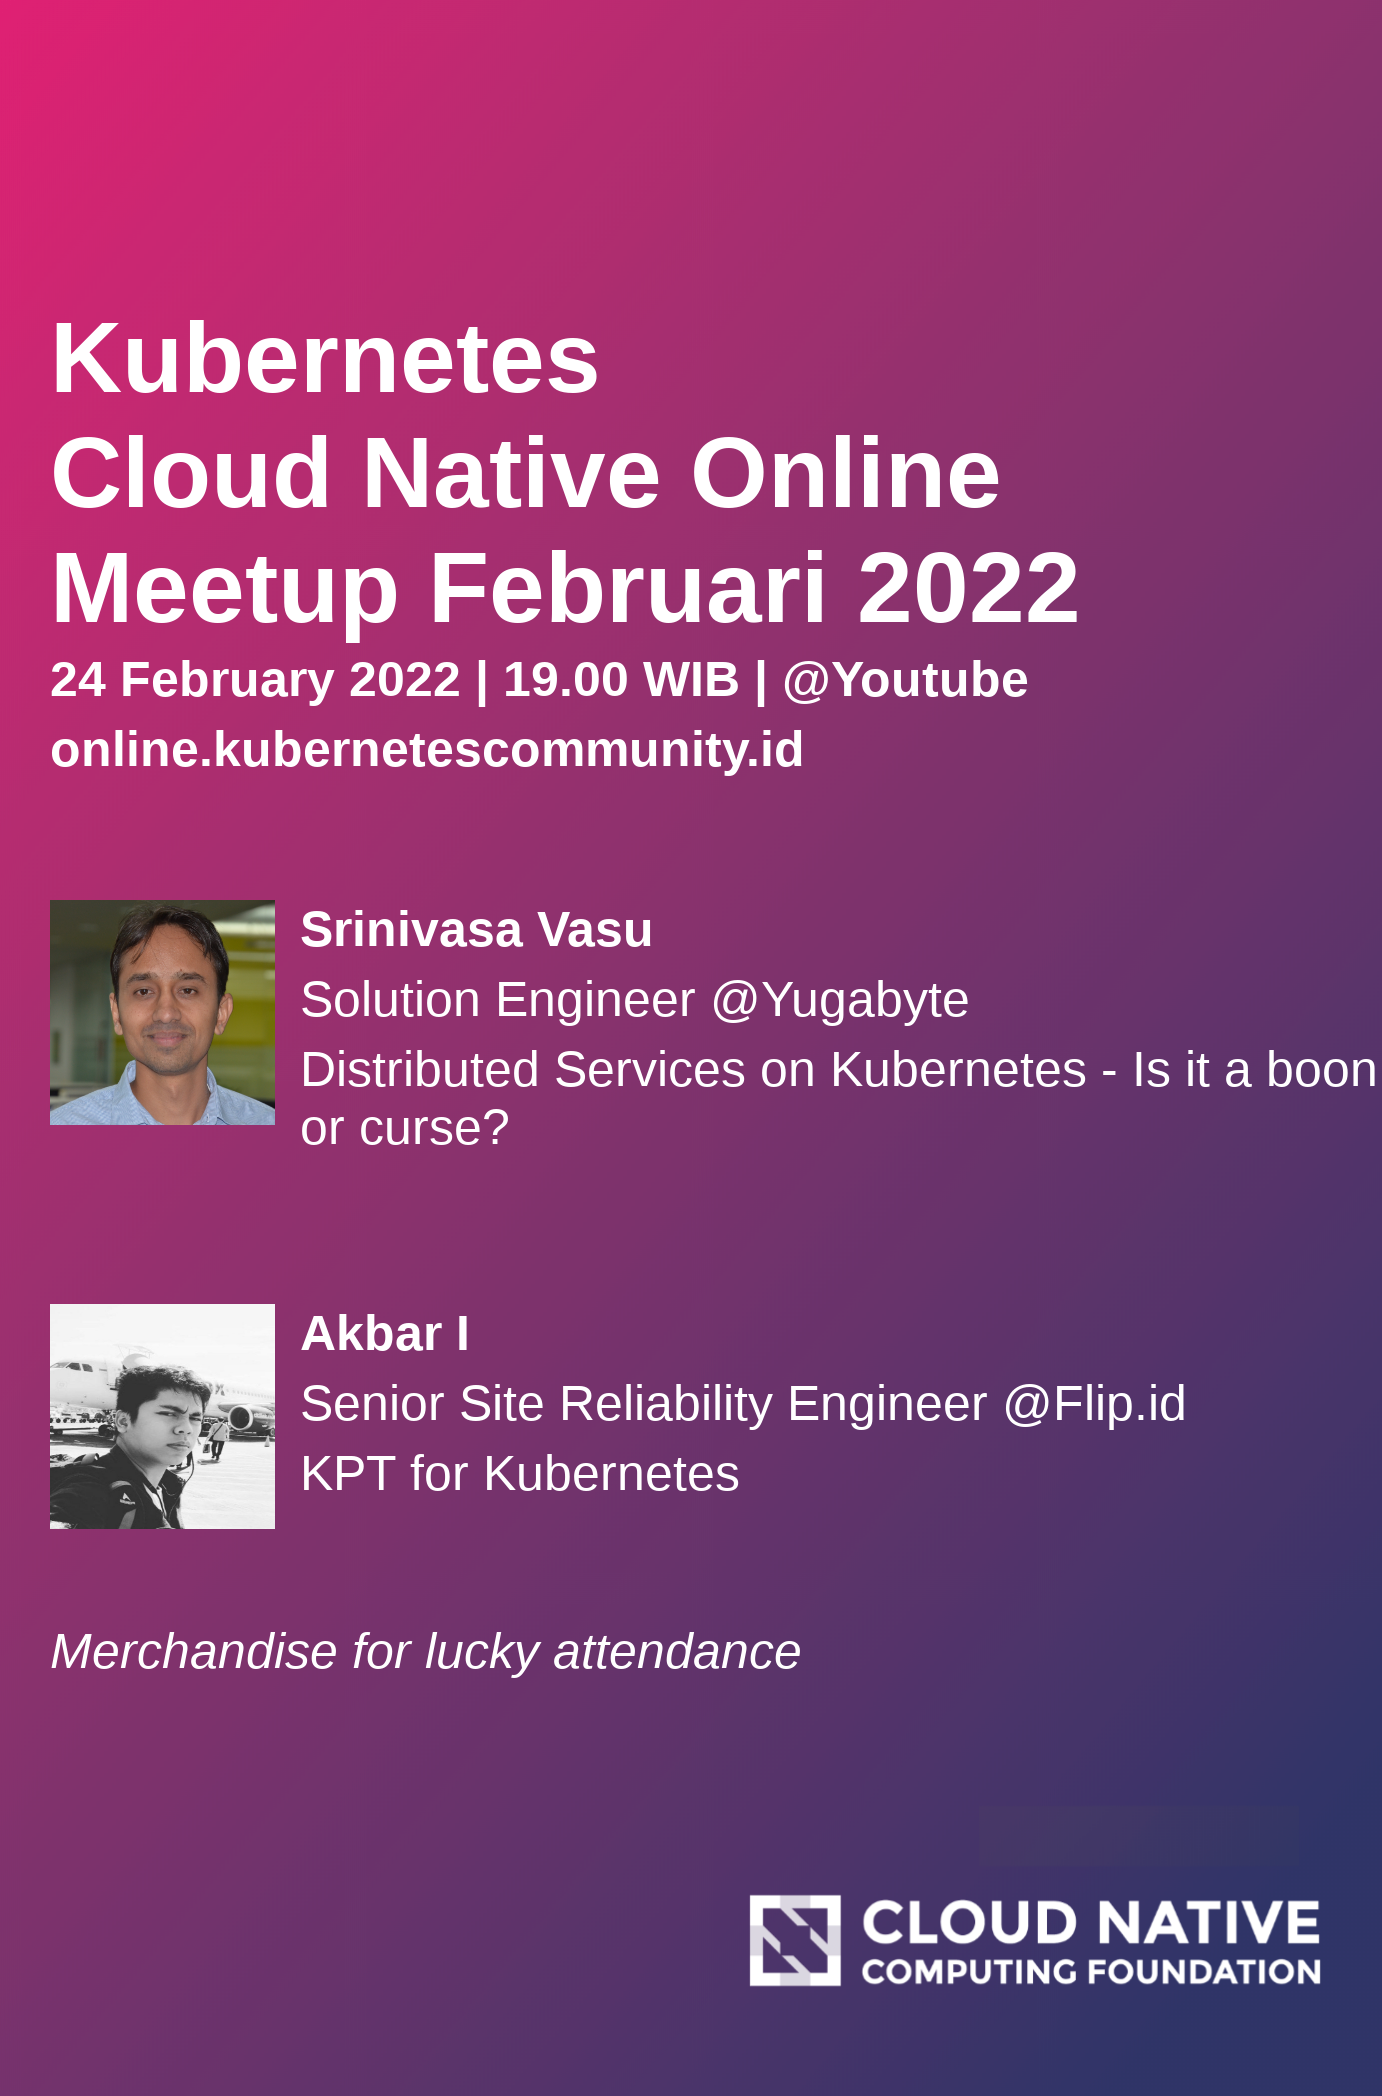 Kubernetes
Cloud Native Online
Meetup Februari 2022
24 February 2022 | 19.00 WIB | @Youtube
online.kubernetescommunity.id
Srinivasa Vasu
Solution Engineer @Yugabyte
Distributed Services on Kubernetes - Is it a boon
or curse?
Akbar I
Senior Site Reliability Engineer @Flip.id
KPT for Kubernetes
Merchandise for lucky attendance
CLOUD NATIVE
COMPUTING FOUNDATION